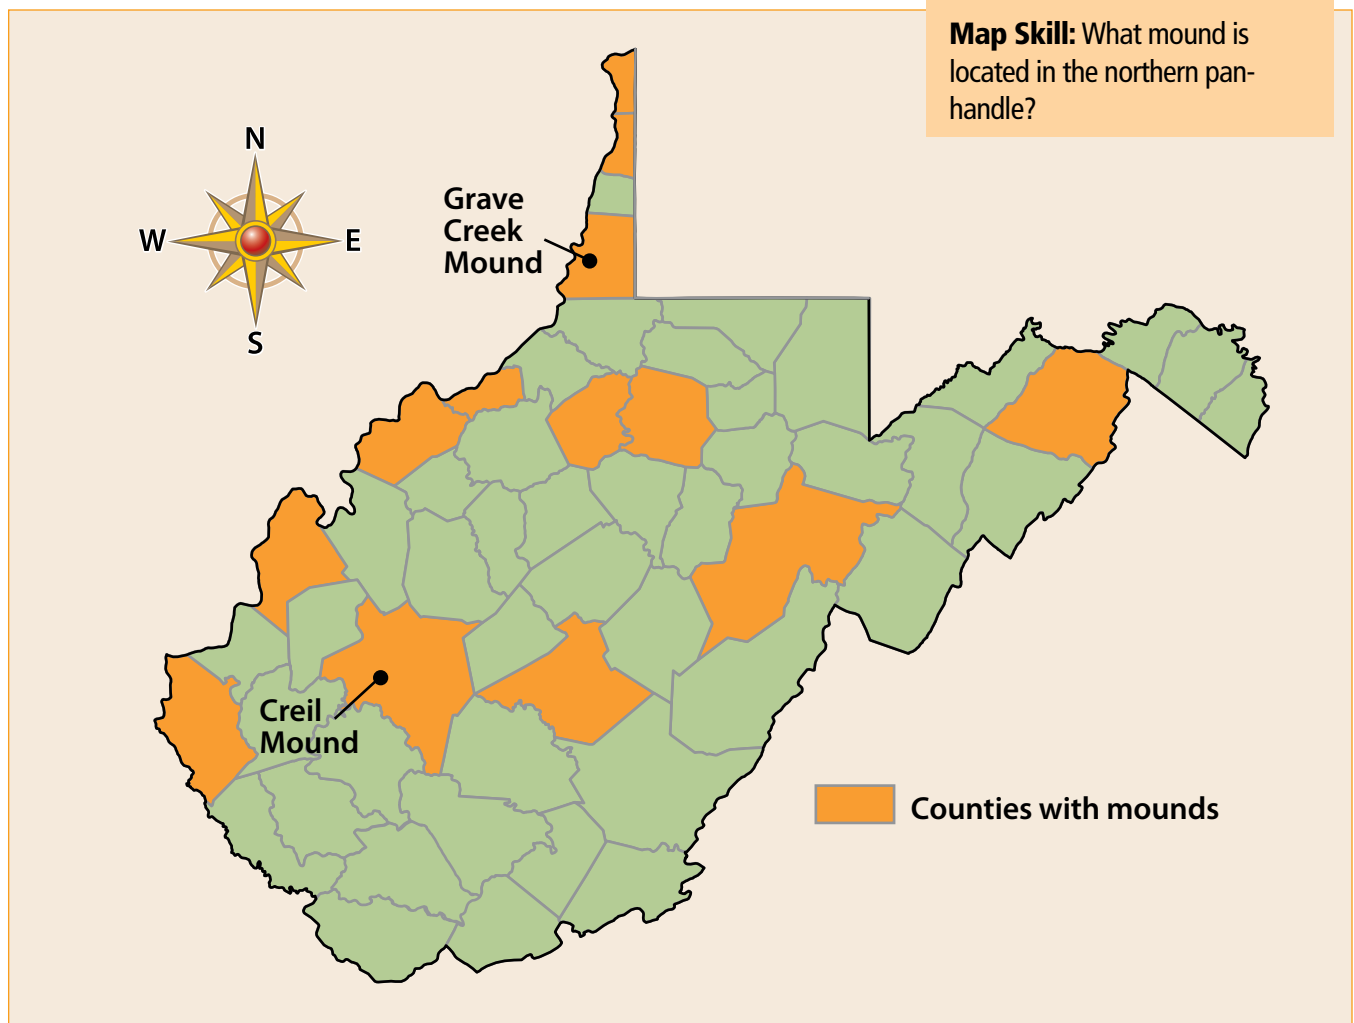 Map Skill: What mound is
located in the northern pan-
handle?
N
W
E
S
Grave
Creek
Mound
Creil
Mound
Counties with mounds